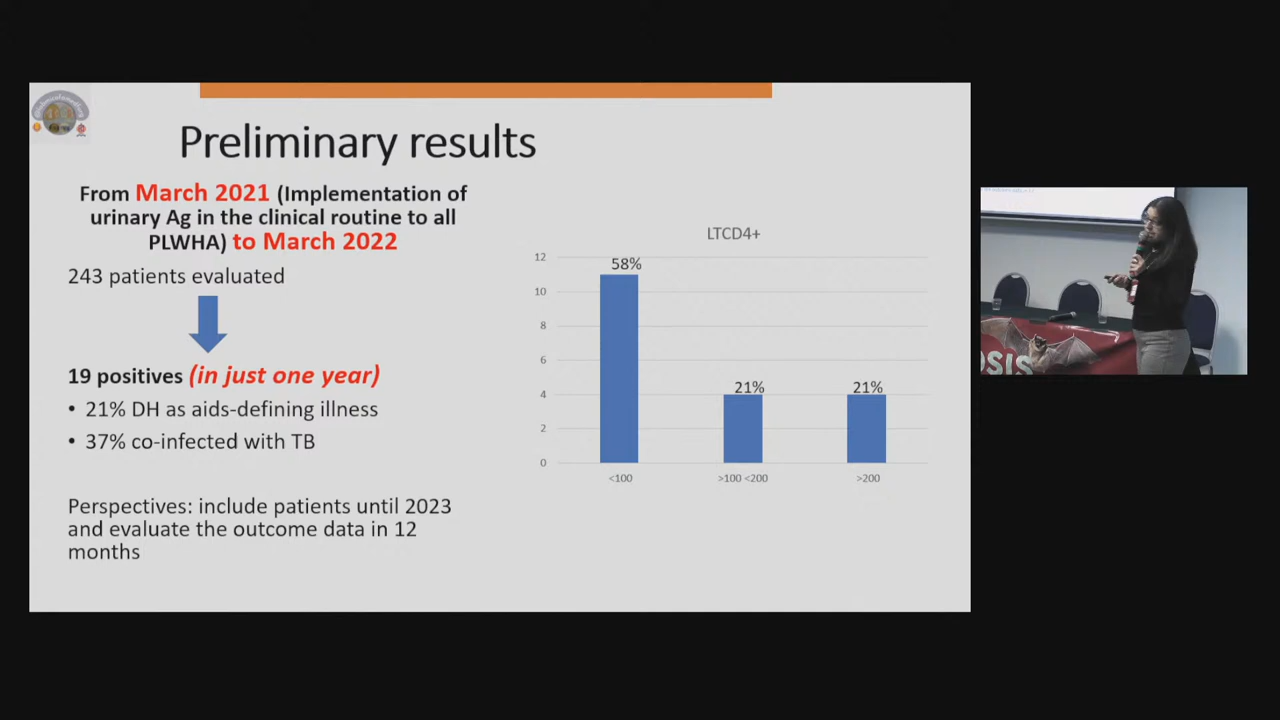 Preliminary results
From March 2021 (Implementation of
urinary Ag in the clinical routine to all
PLWHA) to March 2022
243 patients evaluated
19 positives (in just one year)
• 21% DH as aids-defining illness
• 37% co-infected with TB
Perspectives: include patients until 2023
and evaluate the outcome data in 12
months
LTCD4+
12
10
8
6
4
2
0
58%
21%
21%
<100
>100 <200
>200
OSIS